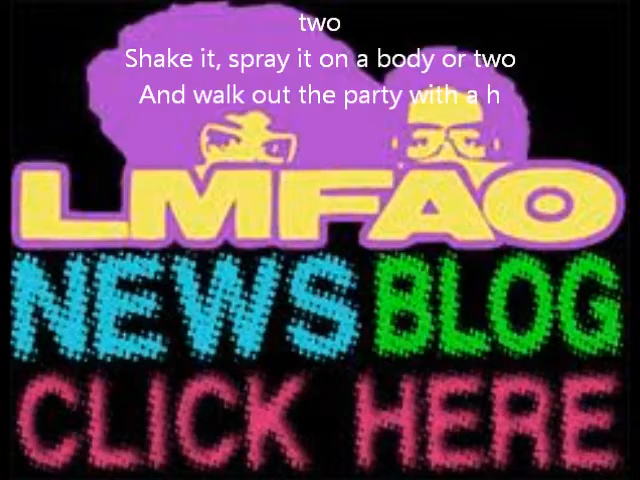 two
Shake it, spray it on a body or two
And walk out the party with a h
LMFAO
NEWS BLOG
CLICK HERE